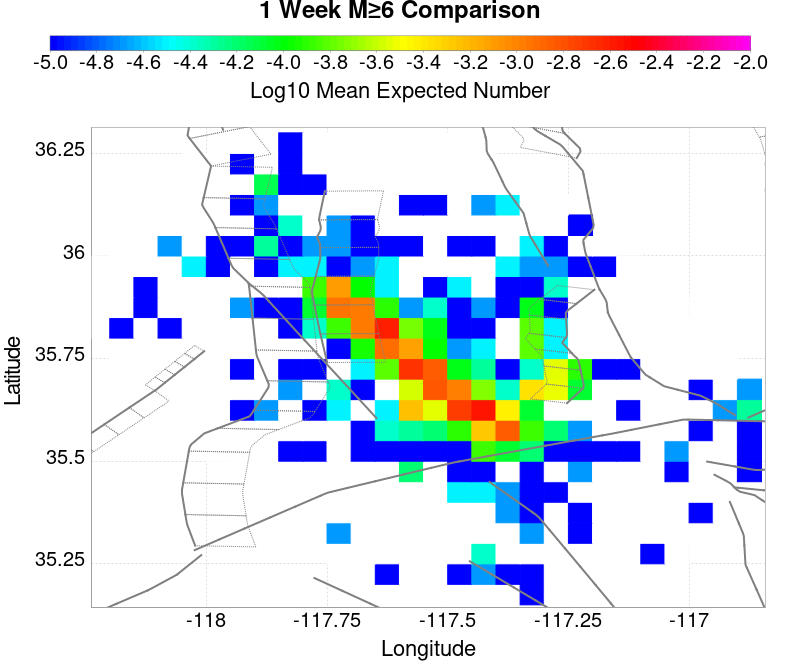 1 Week M≥6 Comparison
-5.0 -4.8 -4.6 -4.4 -4.2 -4.0 -3.8 -3.6 -3.4 -3.2 -3.0 -2.8 -2.6 -2.4 -2.2 -2.0
Log10 Mean Expected Number
36.25
36
35.75
35.5
35.25
Latitude
-118 -117.75 -117.5 -117.25 -117
Longitude